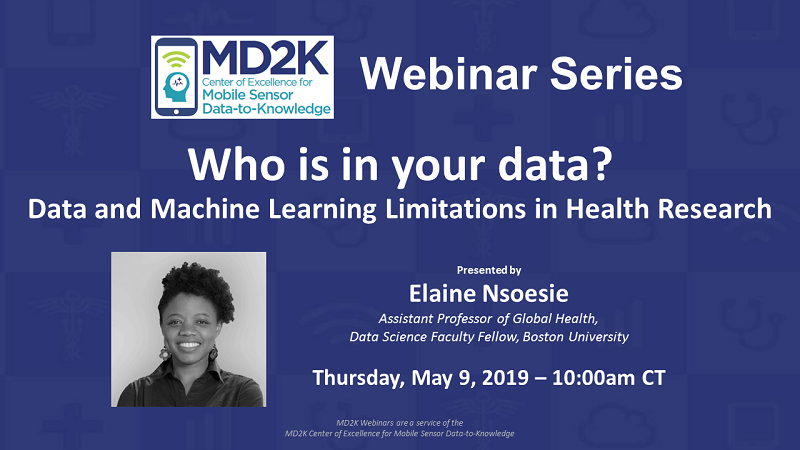 MD2K
Center of Excellence for
Mobile Sensor
Data-to-Knowledge
Webinar Series
Who is in your data?
Data and Machine Learning Limitations in Health Research
Presented by
Elaine Nsoesie
Assistant Professor of Global Health,
Data Science Faculty Fellow, Boston University
Thursday, May 9, 2019 – 10:00am CT
MD2K Webinars are a service of the
MD2K Center of Excellence for Mobile Sensor Data-to-Knowledge